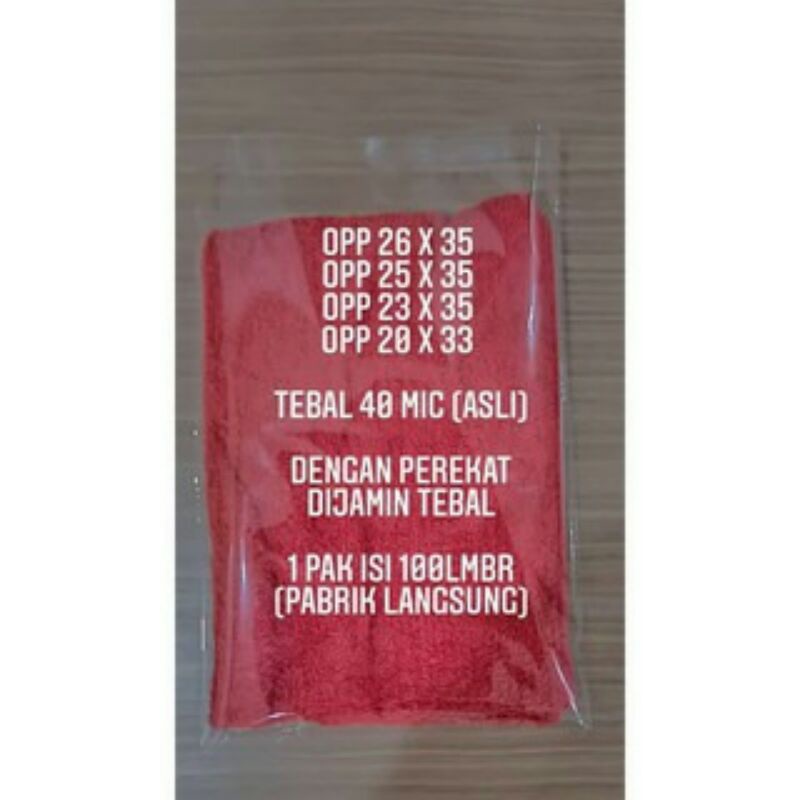 OPP 26 X 35
OPP 25 X 35
OPP 23 X 35
OPP 20 X 33
TEBAL 40 MIC (ASLI)
DENGAN PEREKAT
DIJAMIN TEBAL
1 PAK ISI 100LMBR
(PABRIK LANGSUNG)